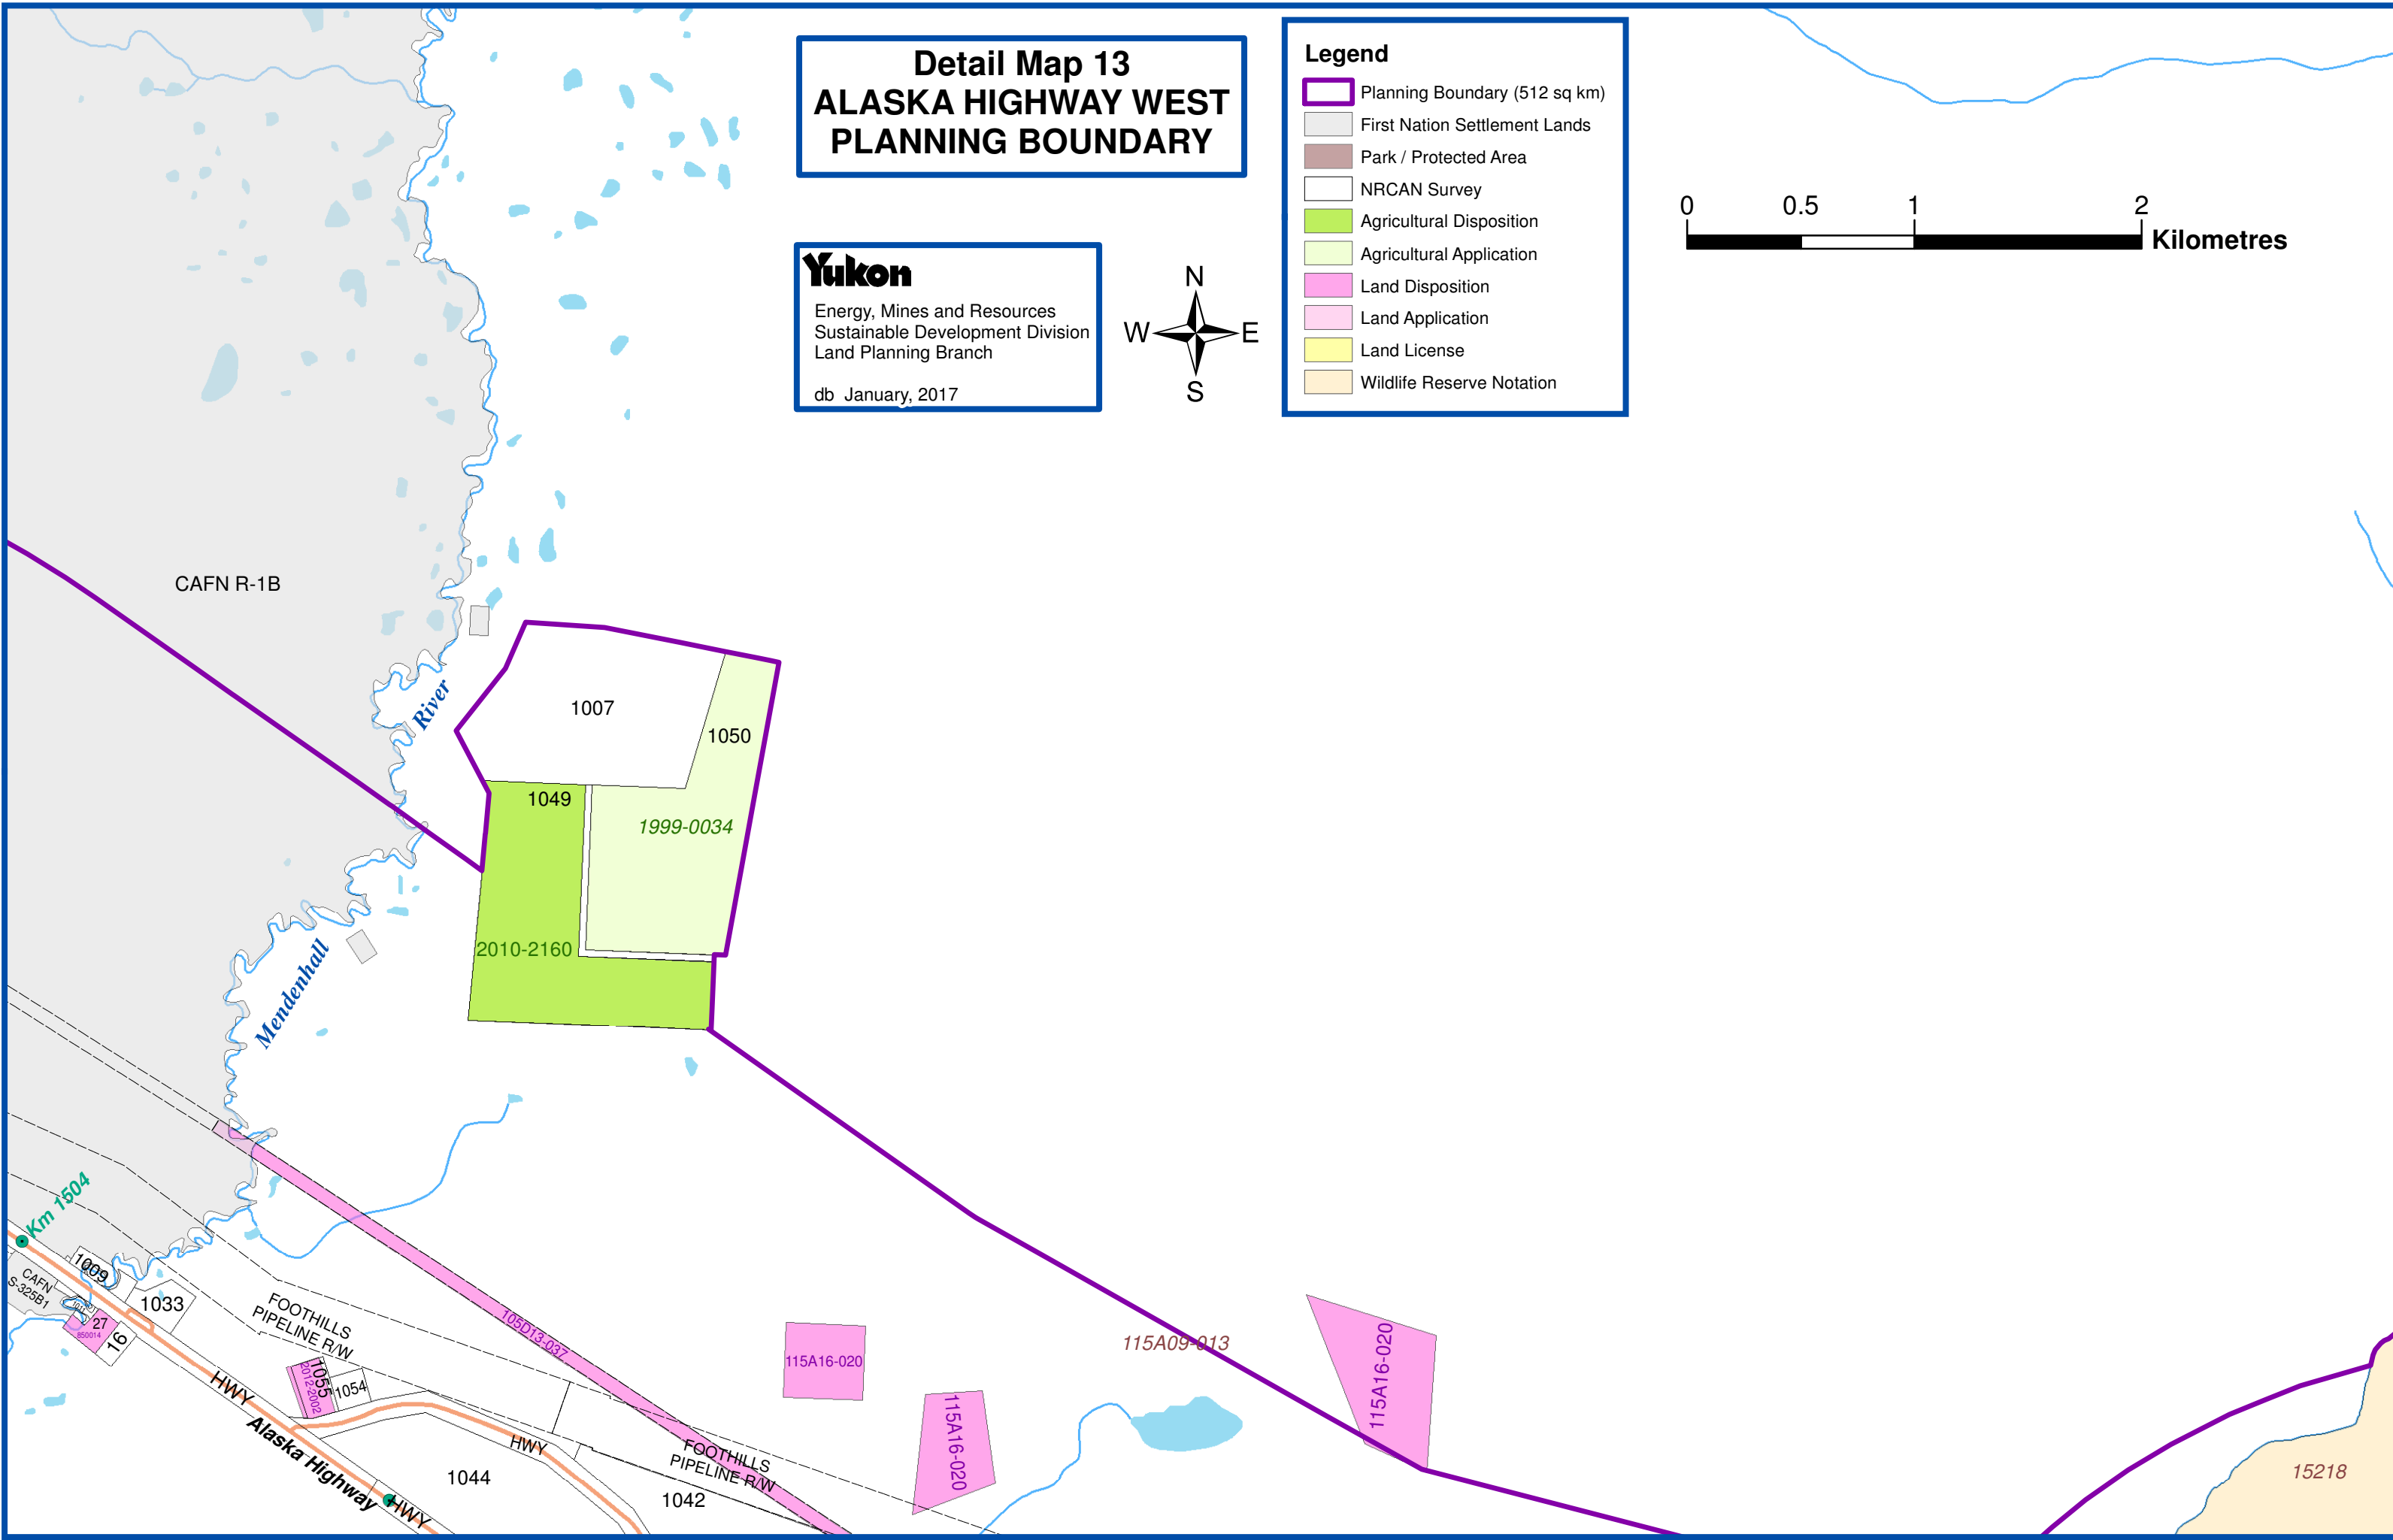 Detail Map 13
ALASKA HIGHWAY WEST
PLANNING BOUNDARY
Yukon
Energy, Mines and Resources
Sustainable Development Division
Land Planning Branch
db January, 2017
N
W E
S
Legend
Planning Boundary (512 sq km)
First Nation Settlement Lands
Park / Protected Area
NRCAN Survey
Agricultural Disposition
Agricultural Application
Land Disposition
Land Application
Land License
Wildlife Reserve Notation
0 0.5 1 2
Kilometres
CAFN R-1B
River
1007
1050
1049
1999-0034
2010-2160
Mendenhall
Km 1504
1009
CAFN
S-325B1
1033
27
850014
16
FOOTHILLS
PIPELINE R/W
105D13-037
1055
2012-2002
1054
HWY
Alaska Highway
HWY
HWY
1044
FOOTHILLS
PIPELINE R/W
1042
115A16-020
115A16-020
115A09-013
115A16-020
15218